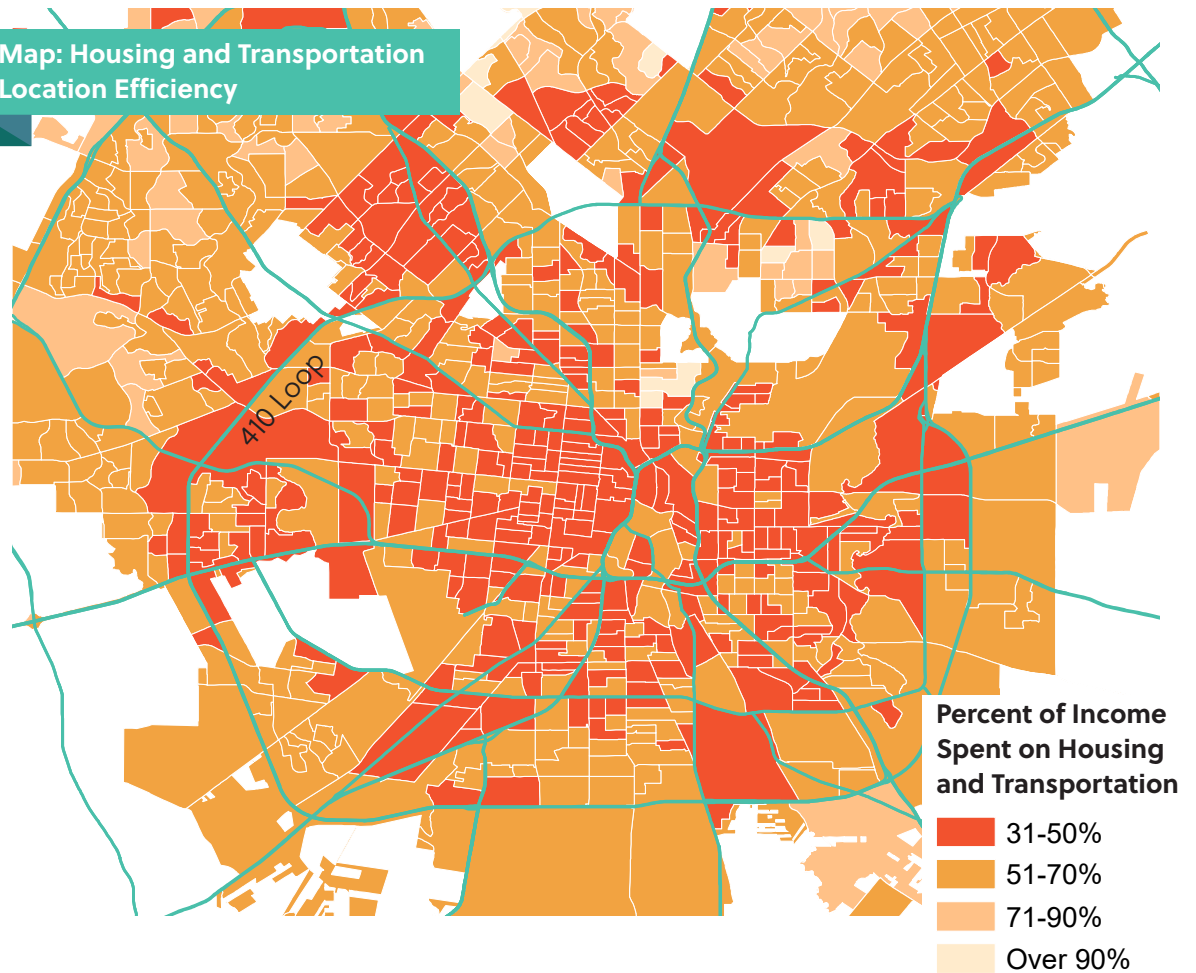 Map: Housing and Transportation
Location Efficiency
410 Loop
Percent of Income
Spent on Housing
and Transportation
31-50%
51-70%
71-90%
Over 90%